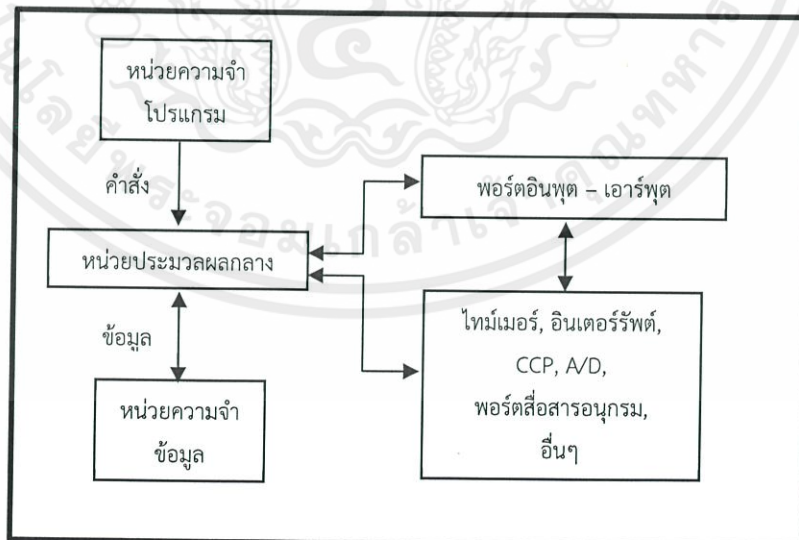 หน่วยความจำ
โปรแกรม
คำสั่ง
พอร์ตอินพุต – เอาร์พุต
หน่วยประมวลผลกลาง
ข้อมูล
ไทม์เมอร์, อินเตอร์รัพต์,
CCP, A/D,
พอร์ตสื่อสารอนุกรม,
อื่นๆ
หน่วยความจำ
ข้อมูล